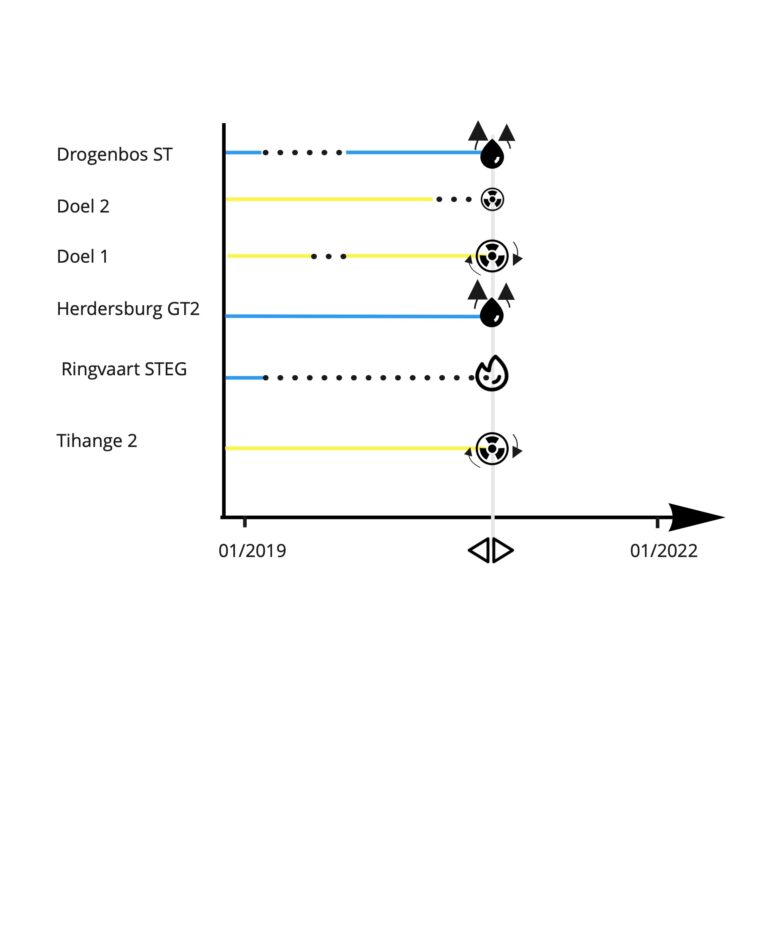 Drogenbos ST
Doel 2
Doel 1
Herdersburg GT2
Ringvaart STEG
Tihange 2
01/2019
01/2022